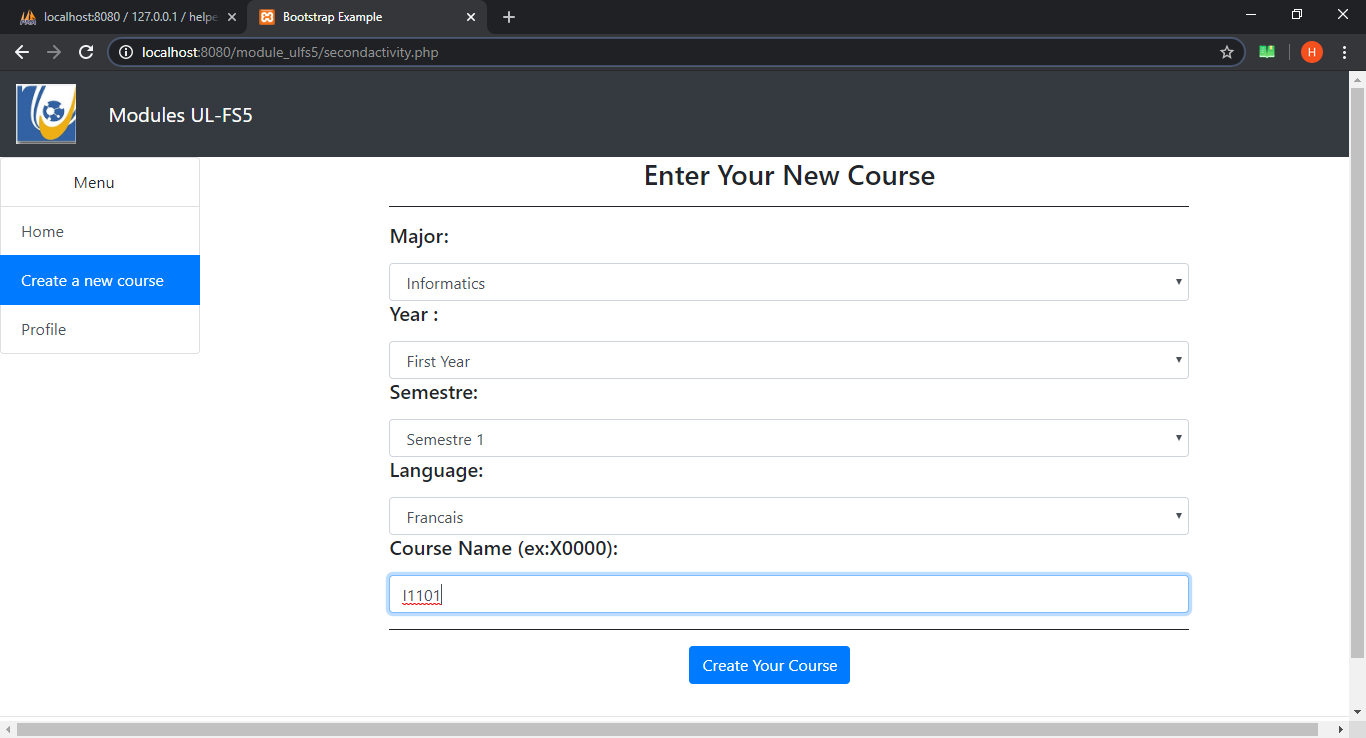 localhost:8080 / 127.0.0.1 / helpe
Bootstrap Example
localhost:8080/module_ulfs5/secondactivity.php
H
Modules UL-FS5
Menu
Home
Create a new course
Profile
Enter Your New Course
Major:
Informatics
Year :
First Year
Semestre:
Semestre 1
Language:
Francais
Course Name (ex:X0000):
I1101
Create Your Course